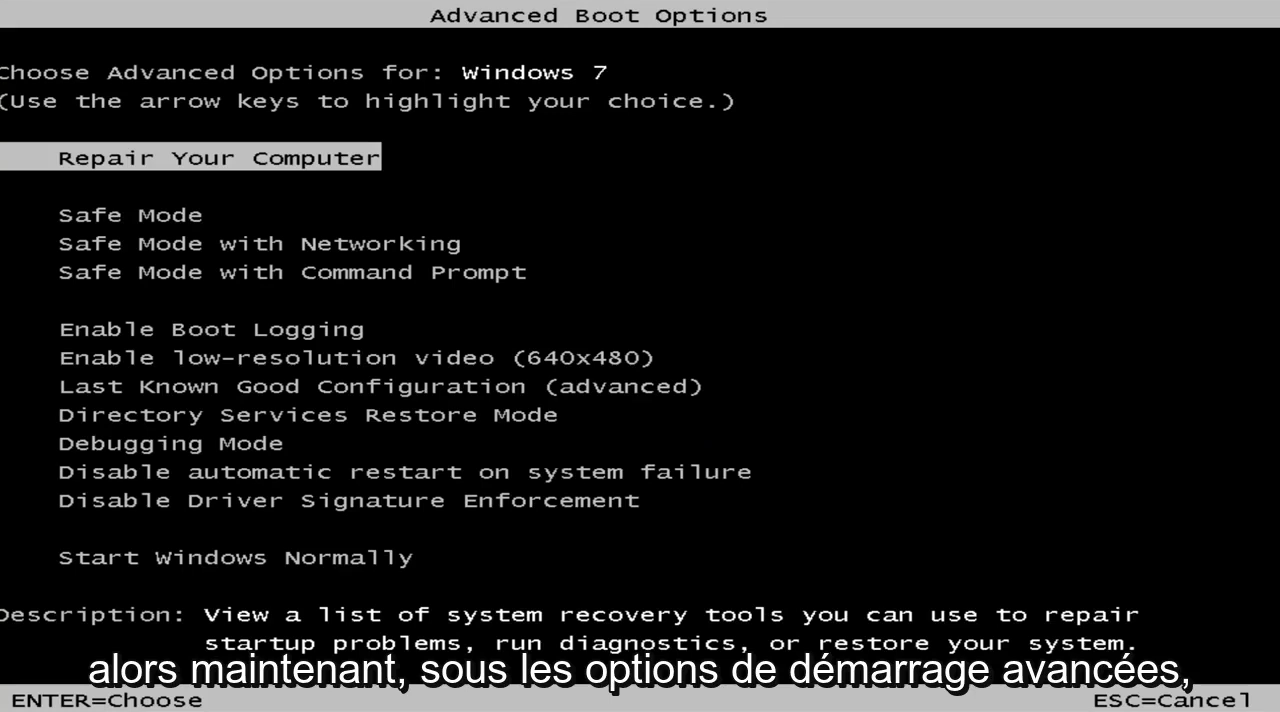 Advanced Boot Options
Choose Advanced Options for: Windows 7
(Use the arrow keys to highlight your choice.)
Repair Your Computer
Safe Mode
Safe Mode with Networking
Safe Mode with Command Prompt
Enable Boot Logging
Enable low-resolution video (640x480)
Last Known Good Configuration (advanced)
Directory Services Restore Mode
Debugging Mode
Disable automatic restart on system failure
Disable Driver Signature Enforcement
Start Windows Normally
Description: View a list of system recovery tools you can use to repair
startup problems, run diagnostics, or restore your system.
alors maintenant, sous les options de démarrage avancées,
ENTER=Choose ESC=Cancel